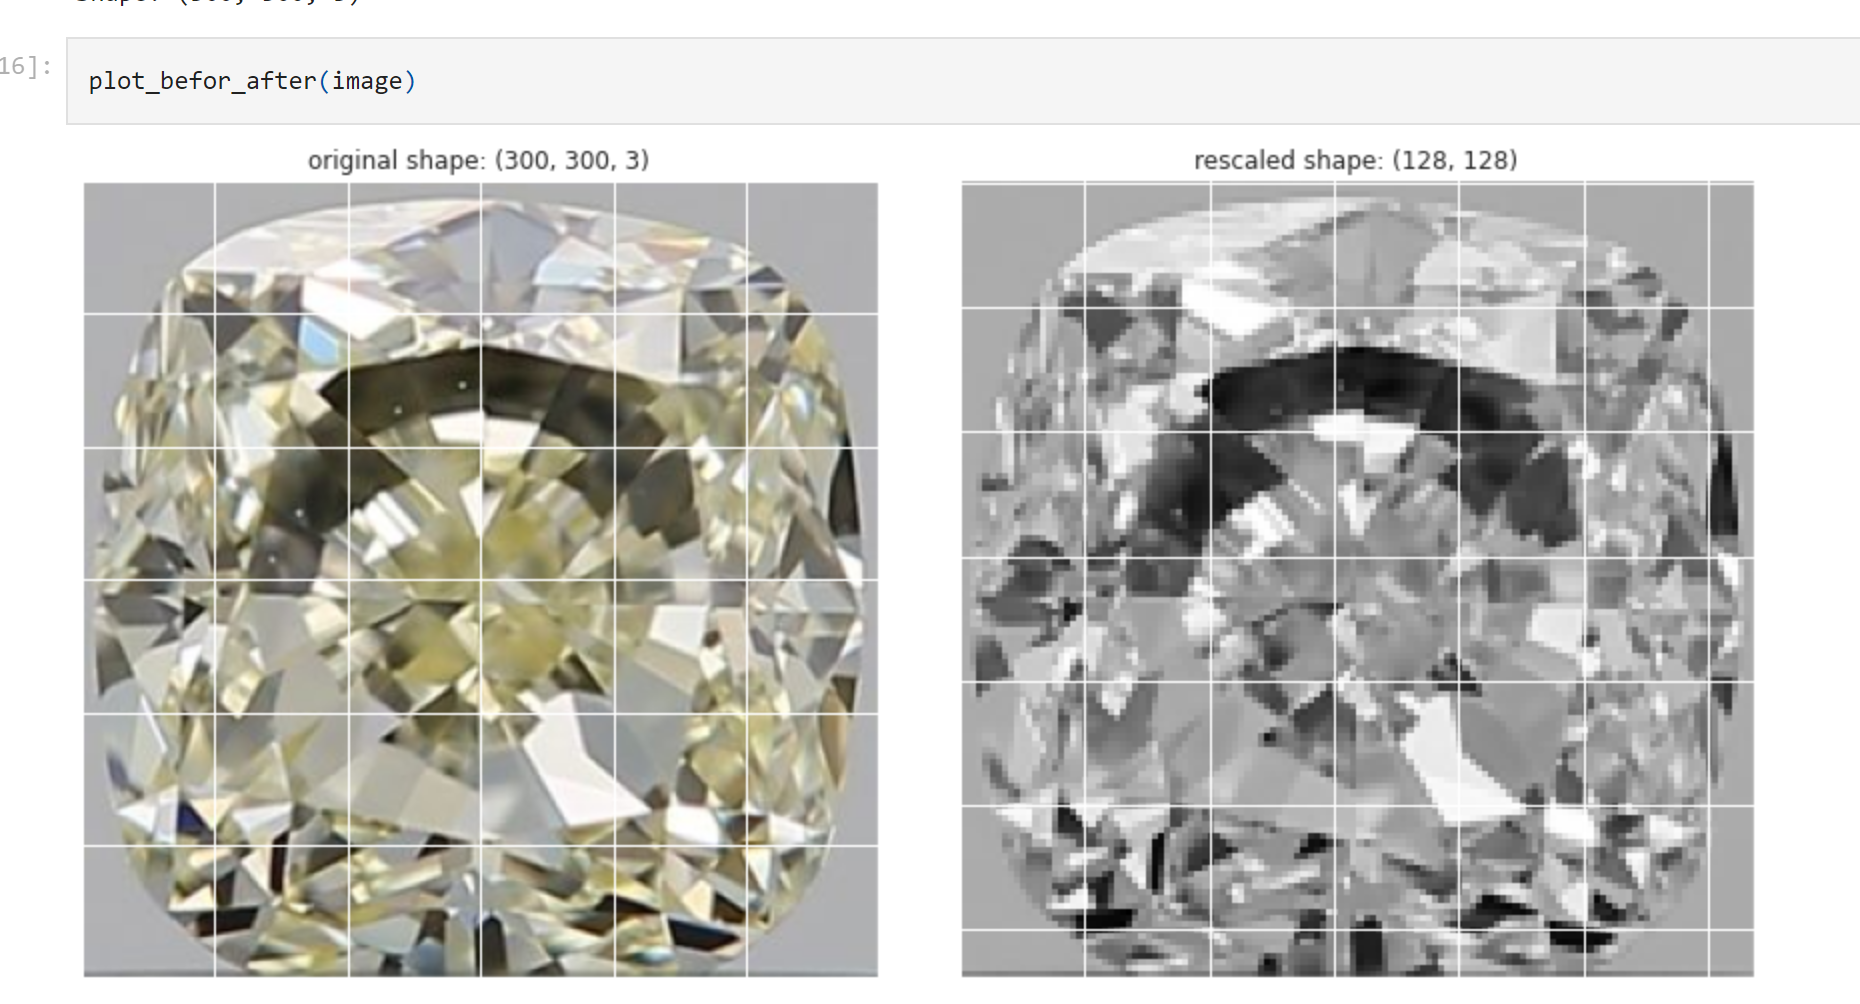 16]:
plot_befor_after(image)
original shape: (300, 300, 3)
rescaled shape: (128, 128)